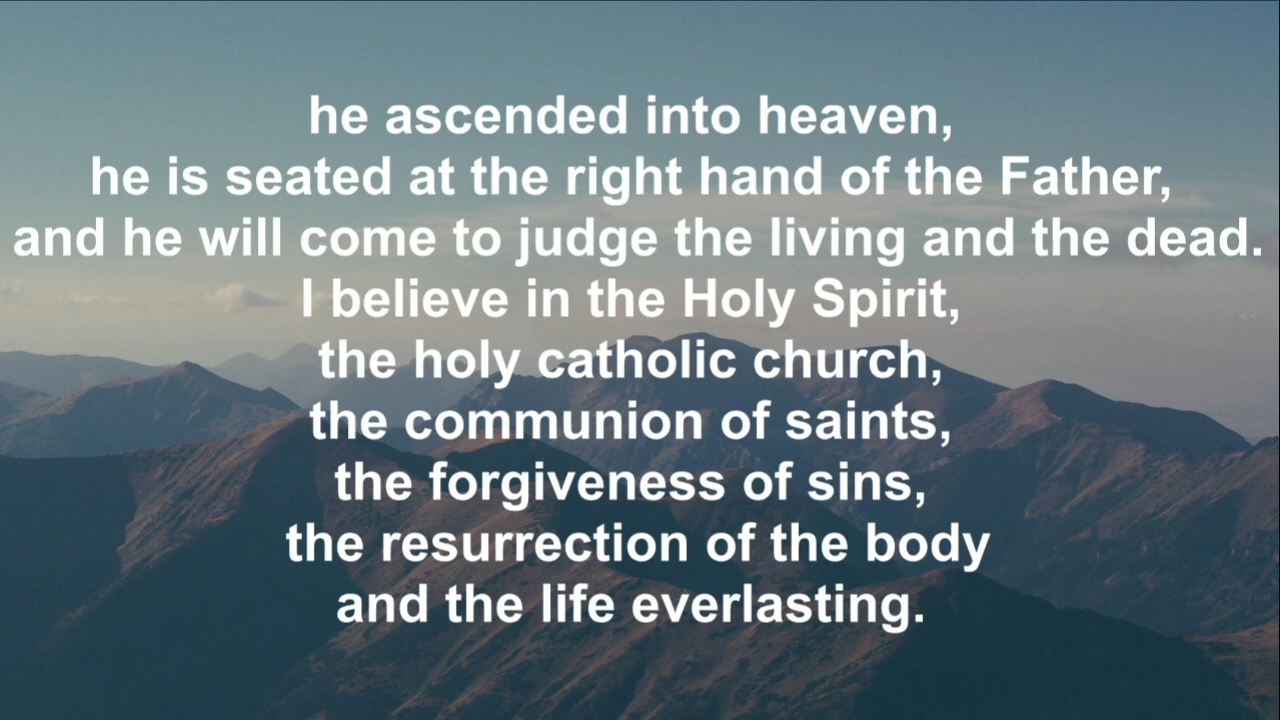 he ascended into heaven,
he is seated at the right hand of the Father,
and he will come to judge the living and the dead.
I believe in the Holy Spirit,
the holy catholic church,
the communion of saints,
the forgiveness of sins,
the resurrection of the body
and the life everlasting.